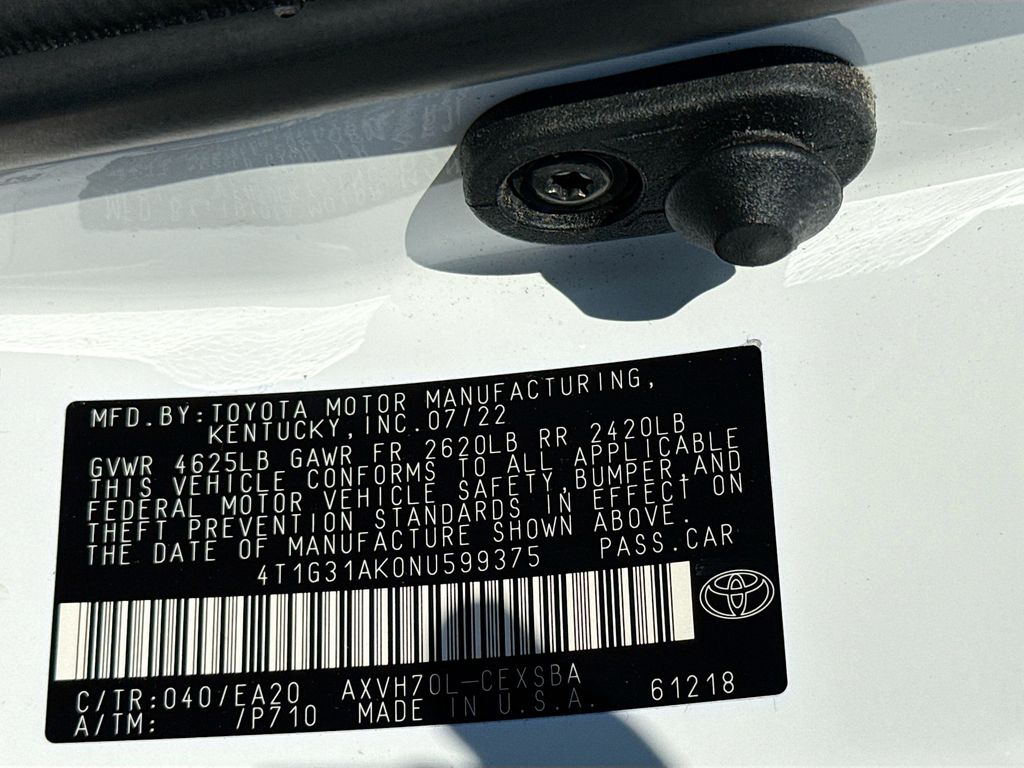 MFD.BY:TOYOTA MOTOR MANUFACTURING,
KENTUCKY, INC. 07/22
GVWR 4625LB GAWR FR 2620LB RR 2420LB
THIS VEHICLE CONFORMS TO ALL APPLICABLE
FEDERAL MOTOR VEHICLE SAFETY, BUMPER, AND
THEFT PREVENTION STANDARDS IN EFFECT ON
THE DATE OF MANUFACTURE SHOWN ABOVE.
4T1G31AK0NU599375 PASS.CAR
C/TR:040/EA20 AXVH70L-CEXSBA 61218
A/TM: /P710 MADE IN U.S.A.